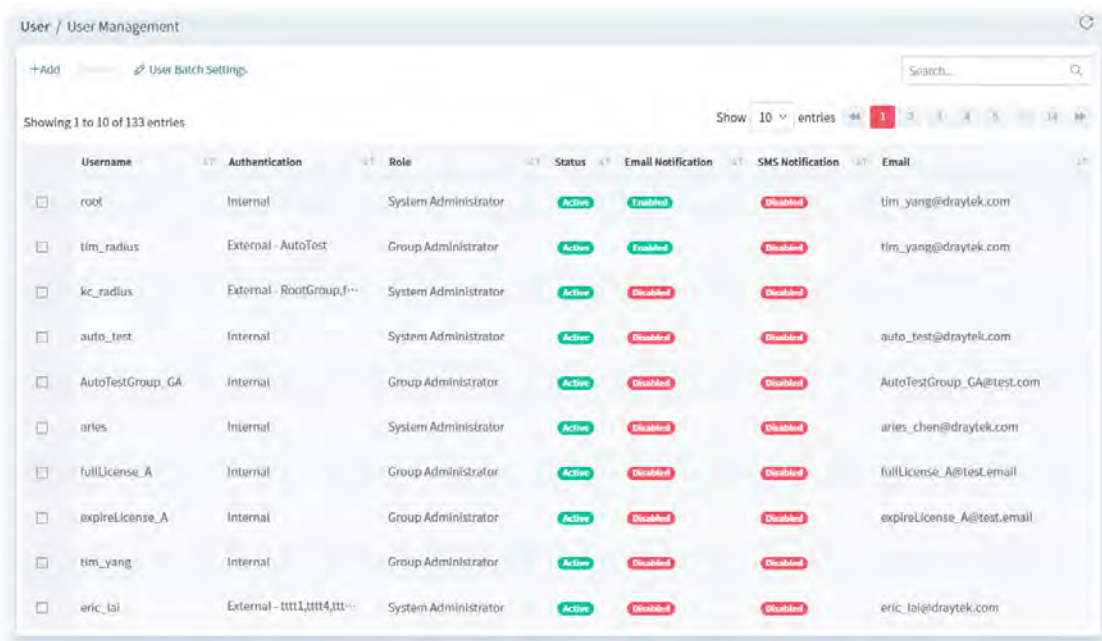 User / User Management
+Add User Batch Settings Search...
Showing 1 to 10 of 133 entries Show 10 entries 1 2 3 4 5 ... 14
Username Authentication Role Status Email Notification SMS Notification Email
root Internal System Administrator Active Enabled Disabled tim_yang@draytek.com
tim_radius External - AutoTest Group Administrator Active Enabled Disabled tim_yang@draytek.com
kc_radius External - RootGroup,f... System Administrator Active Disabled Disabled
auto_test Internal System Administrator Active Disabled Disabled auto_test@draytek.com
AutoTestGroup_GA Internal Group Administrator Active Disabled Disabled AutoTestGroup_GA@test.com
aries Internal System Administrator Active Disabled Disabled aries_chen@draytek.com
fullLicense_A Internal Group Administrator Active Disabled Disabled fullLicense_A@test.email
expireLicense_A Internal Group Administrator Active Disabled Disabled expireLicense_A@test.email
tim_yang Internal Group Administrator Active Disabled Disabled
eric_lai External - tttt1,tttt4,ttt... System Administrator Active Disabled Disabled eric_lai@draytek.com